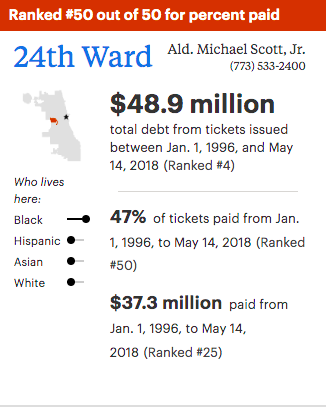 Ranked #50 out of 50 for percent paid
24th Ward
Ald. Michael Scott, Jr.
(773) 533-2400
$48.9 million
total debt from tickets issued
between Jan. 1, 1996, and May
14, 2018 (Ranked #4)
Who lives
here:
Black
Hispanic
Asian
White
47% of tickets paid from Jan.
1, 1996, to May 14, 2018 (Ranked
#50)
$37.3 million paid from
Jan. 1, 1996, to May 14,
2018 (Ranked #25)